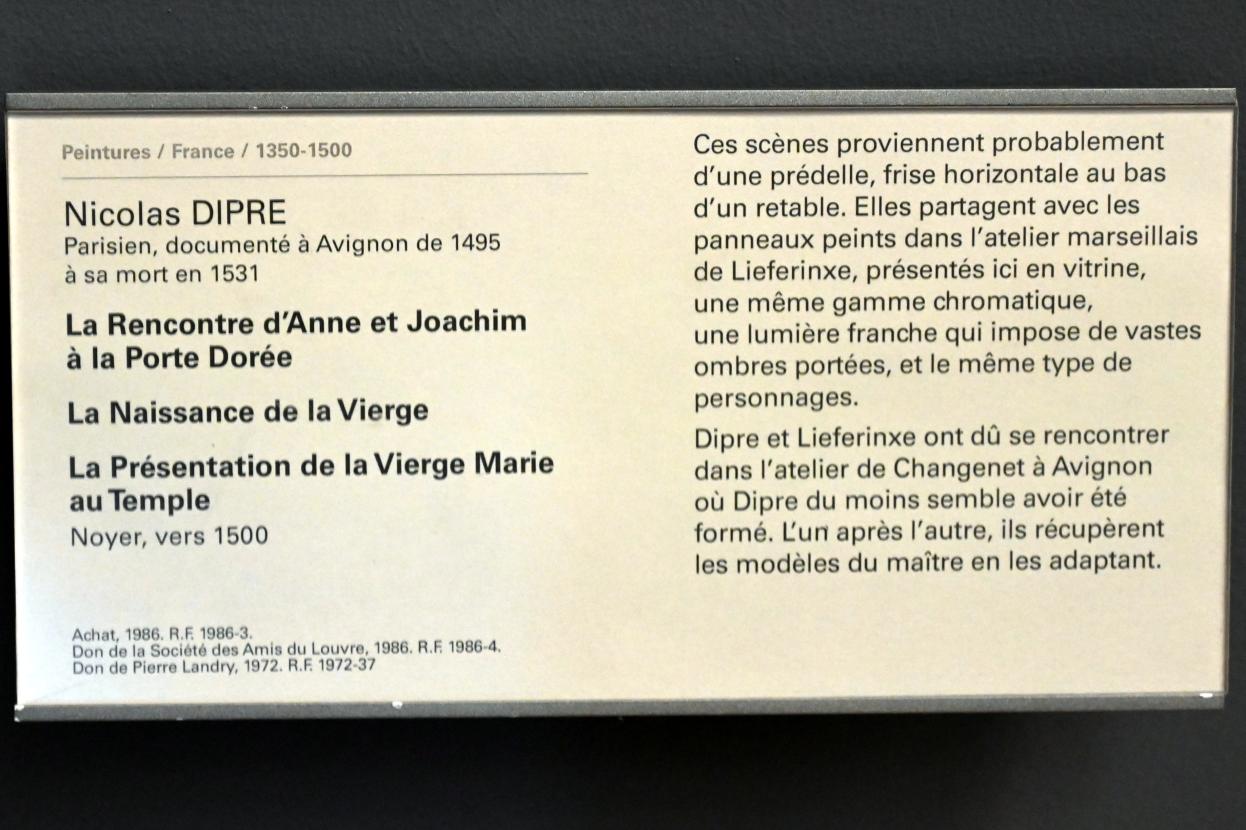 Peintures / France / 1350-1500
Nicolas DIPRE
Parisien, documenté à Avignon de 1495
à sa mort en 1531
La Rencontre d'Anne et Joachim
à la Porte Dorée
La Naissance de la Vierge
La Présentation de la Vierge Marie
au Temple
Noyer, vers 1500
Achat, 1986. R.F. 1986-3.
Don de la Société des Amis du Louvre, 1986. R.F. 1986-4.
Don de Pierre Landry, 1972. R.F. 1972-37
Ces scènes proviennent probablement
d'une prédelle, frise horizontale au bas
d'un retable. Elles partagent avec les
panneaux peints dans l'atelier marseillais
de Lieferinxe, présentés ici en vitrine,
une même gamme chromatique,
une lumière franche qui impose de vastes
ombres portées, et le même type de
personnages.
Dipre et Lieferinxe ont dû se rencontrer
dans l'atelier de Changenet à Avignon
où Dipre du moins semble avoir été
formé. L'un après l'autre, ils récupèrent
les modèles du maître en les adaptant.